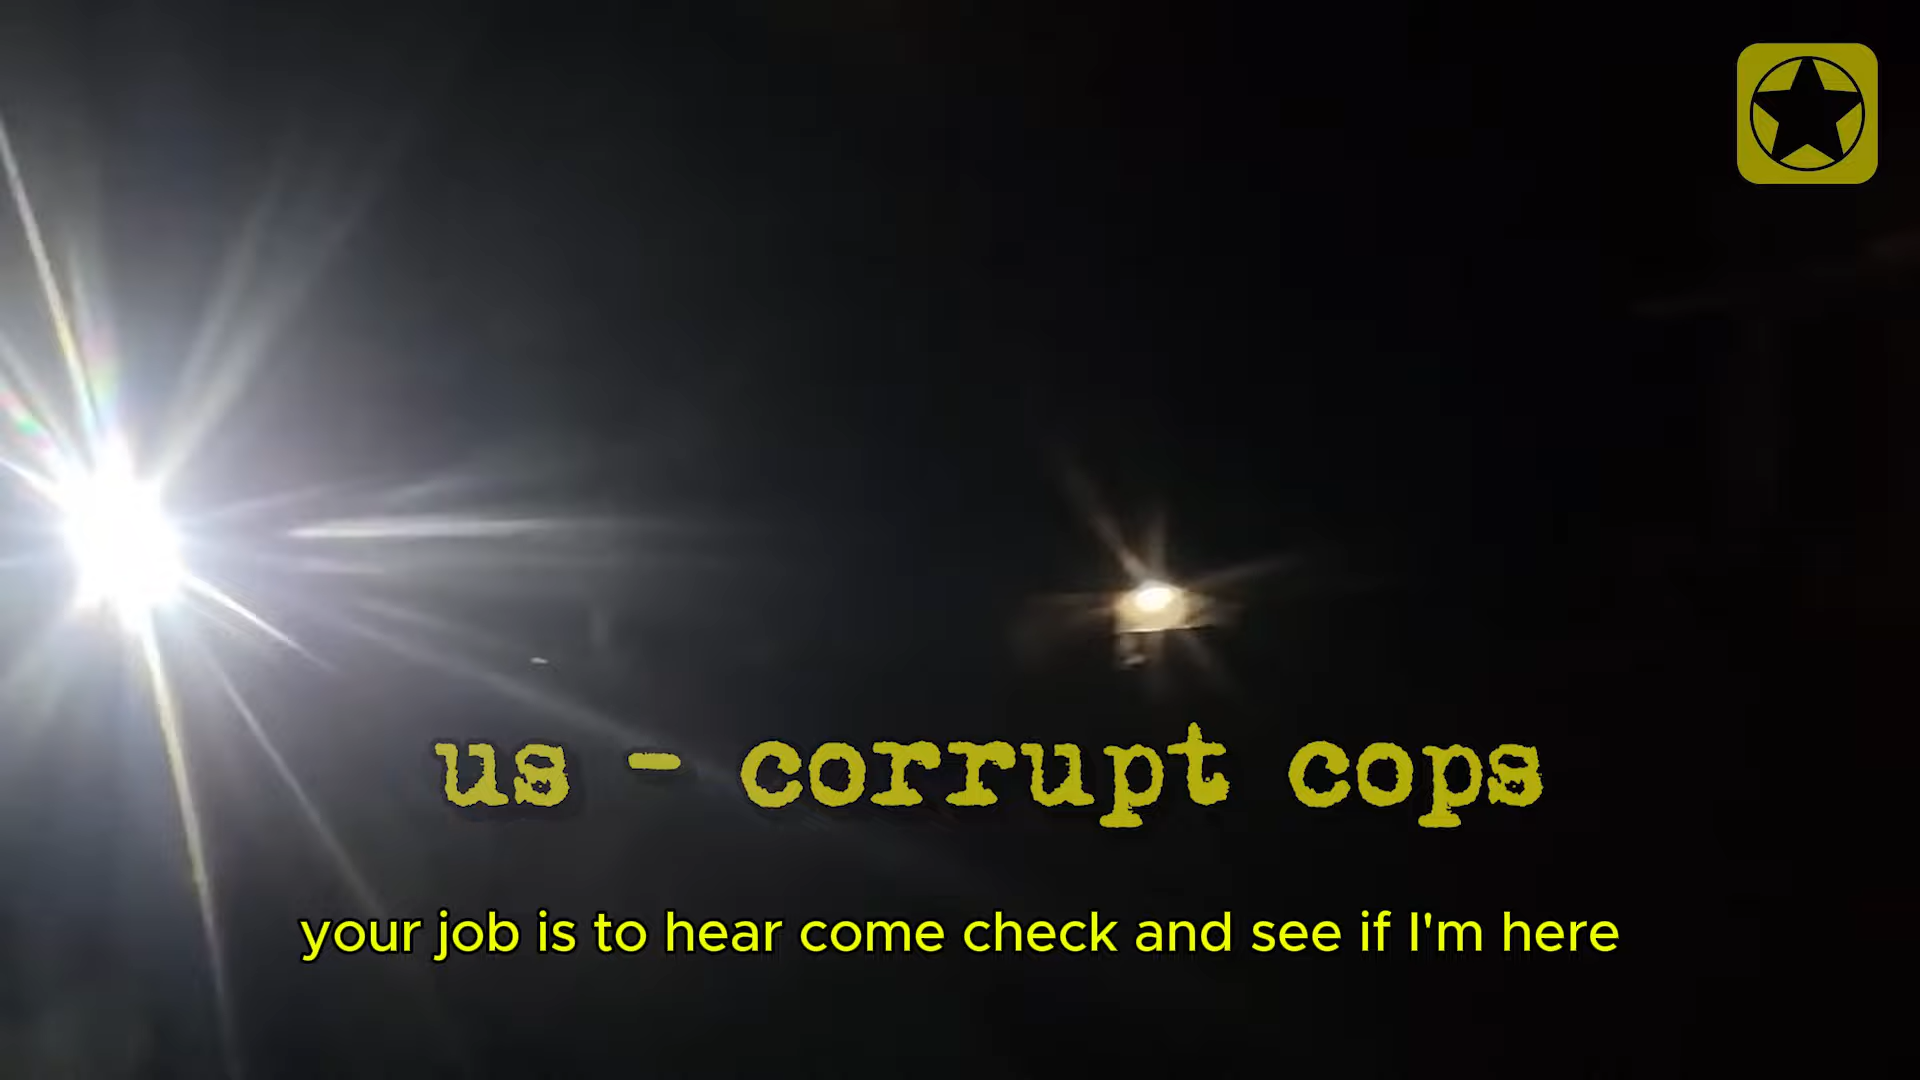 us - corrupt cops
your job is to hear come check and see if I'm here